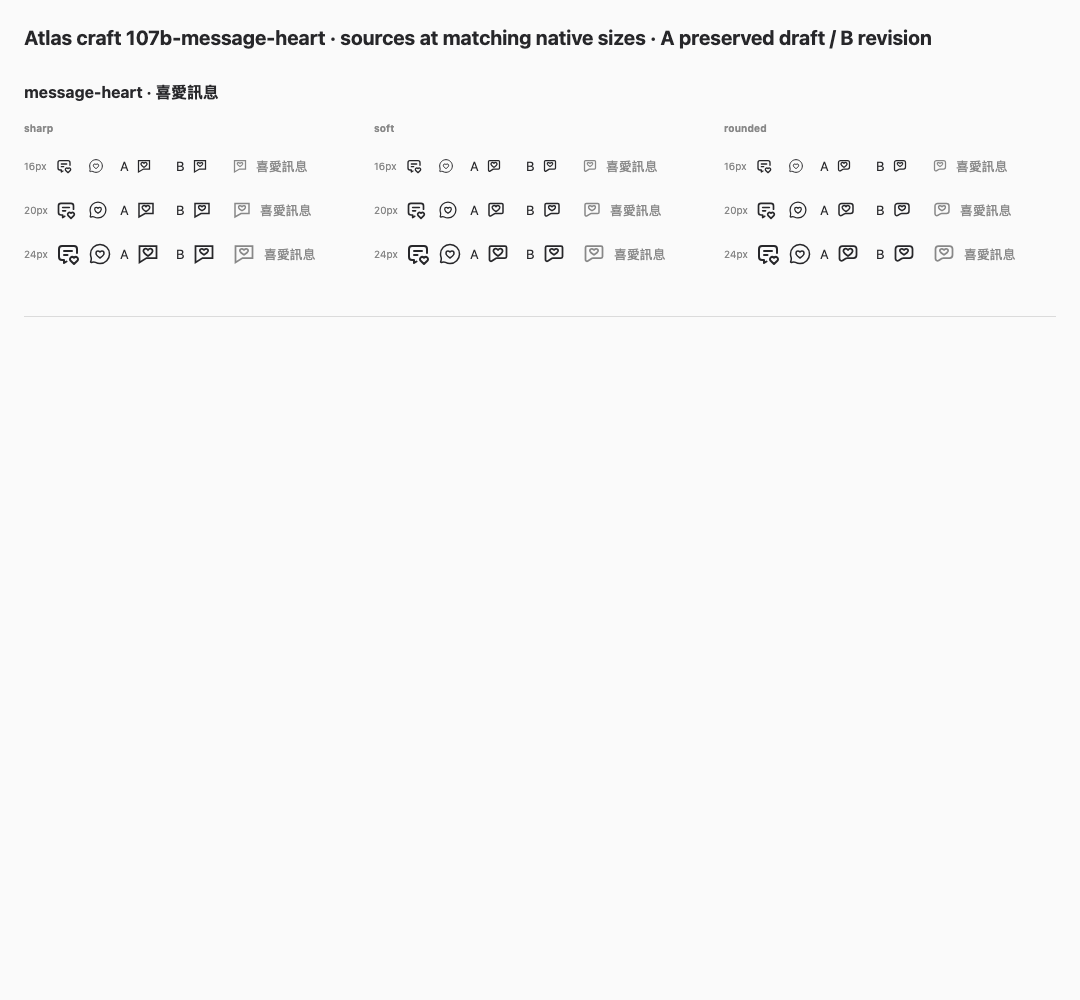 Atlas craft 107b-message-heart · sources at matching native sizes · A preserved draft / B revision
message-heart · 喜愛訊息
sharp soft rounded
16px A B 喜愛訊息 16px A B 喜愛訊息 16px A B 喜愛訊息
20px A B 喜愛訊息 20px A B 喜愛訊息 20px A B 喜愛訊息
24px A B 喜愛訊息 24px A B 喜愛訊息 24px A B 喜愛訊息